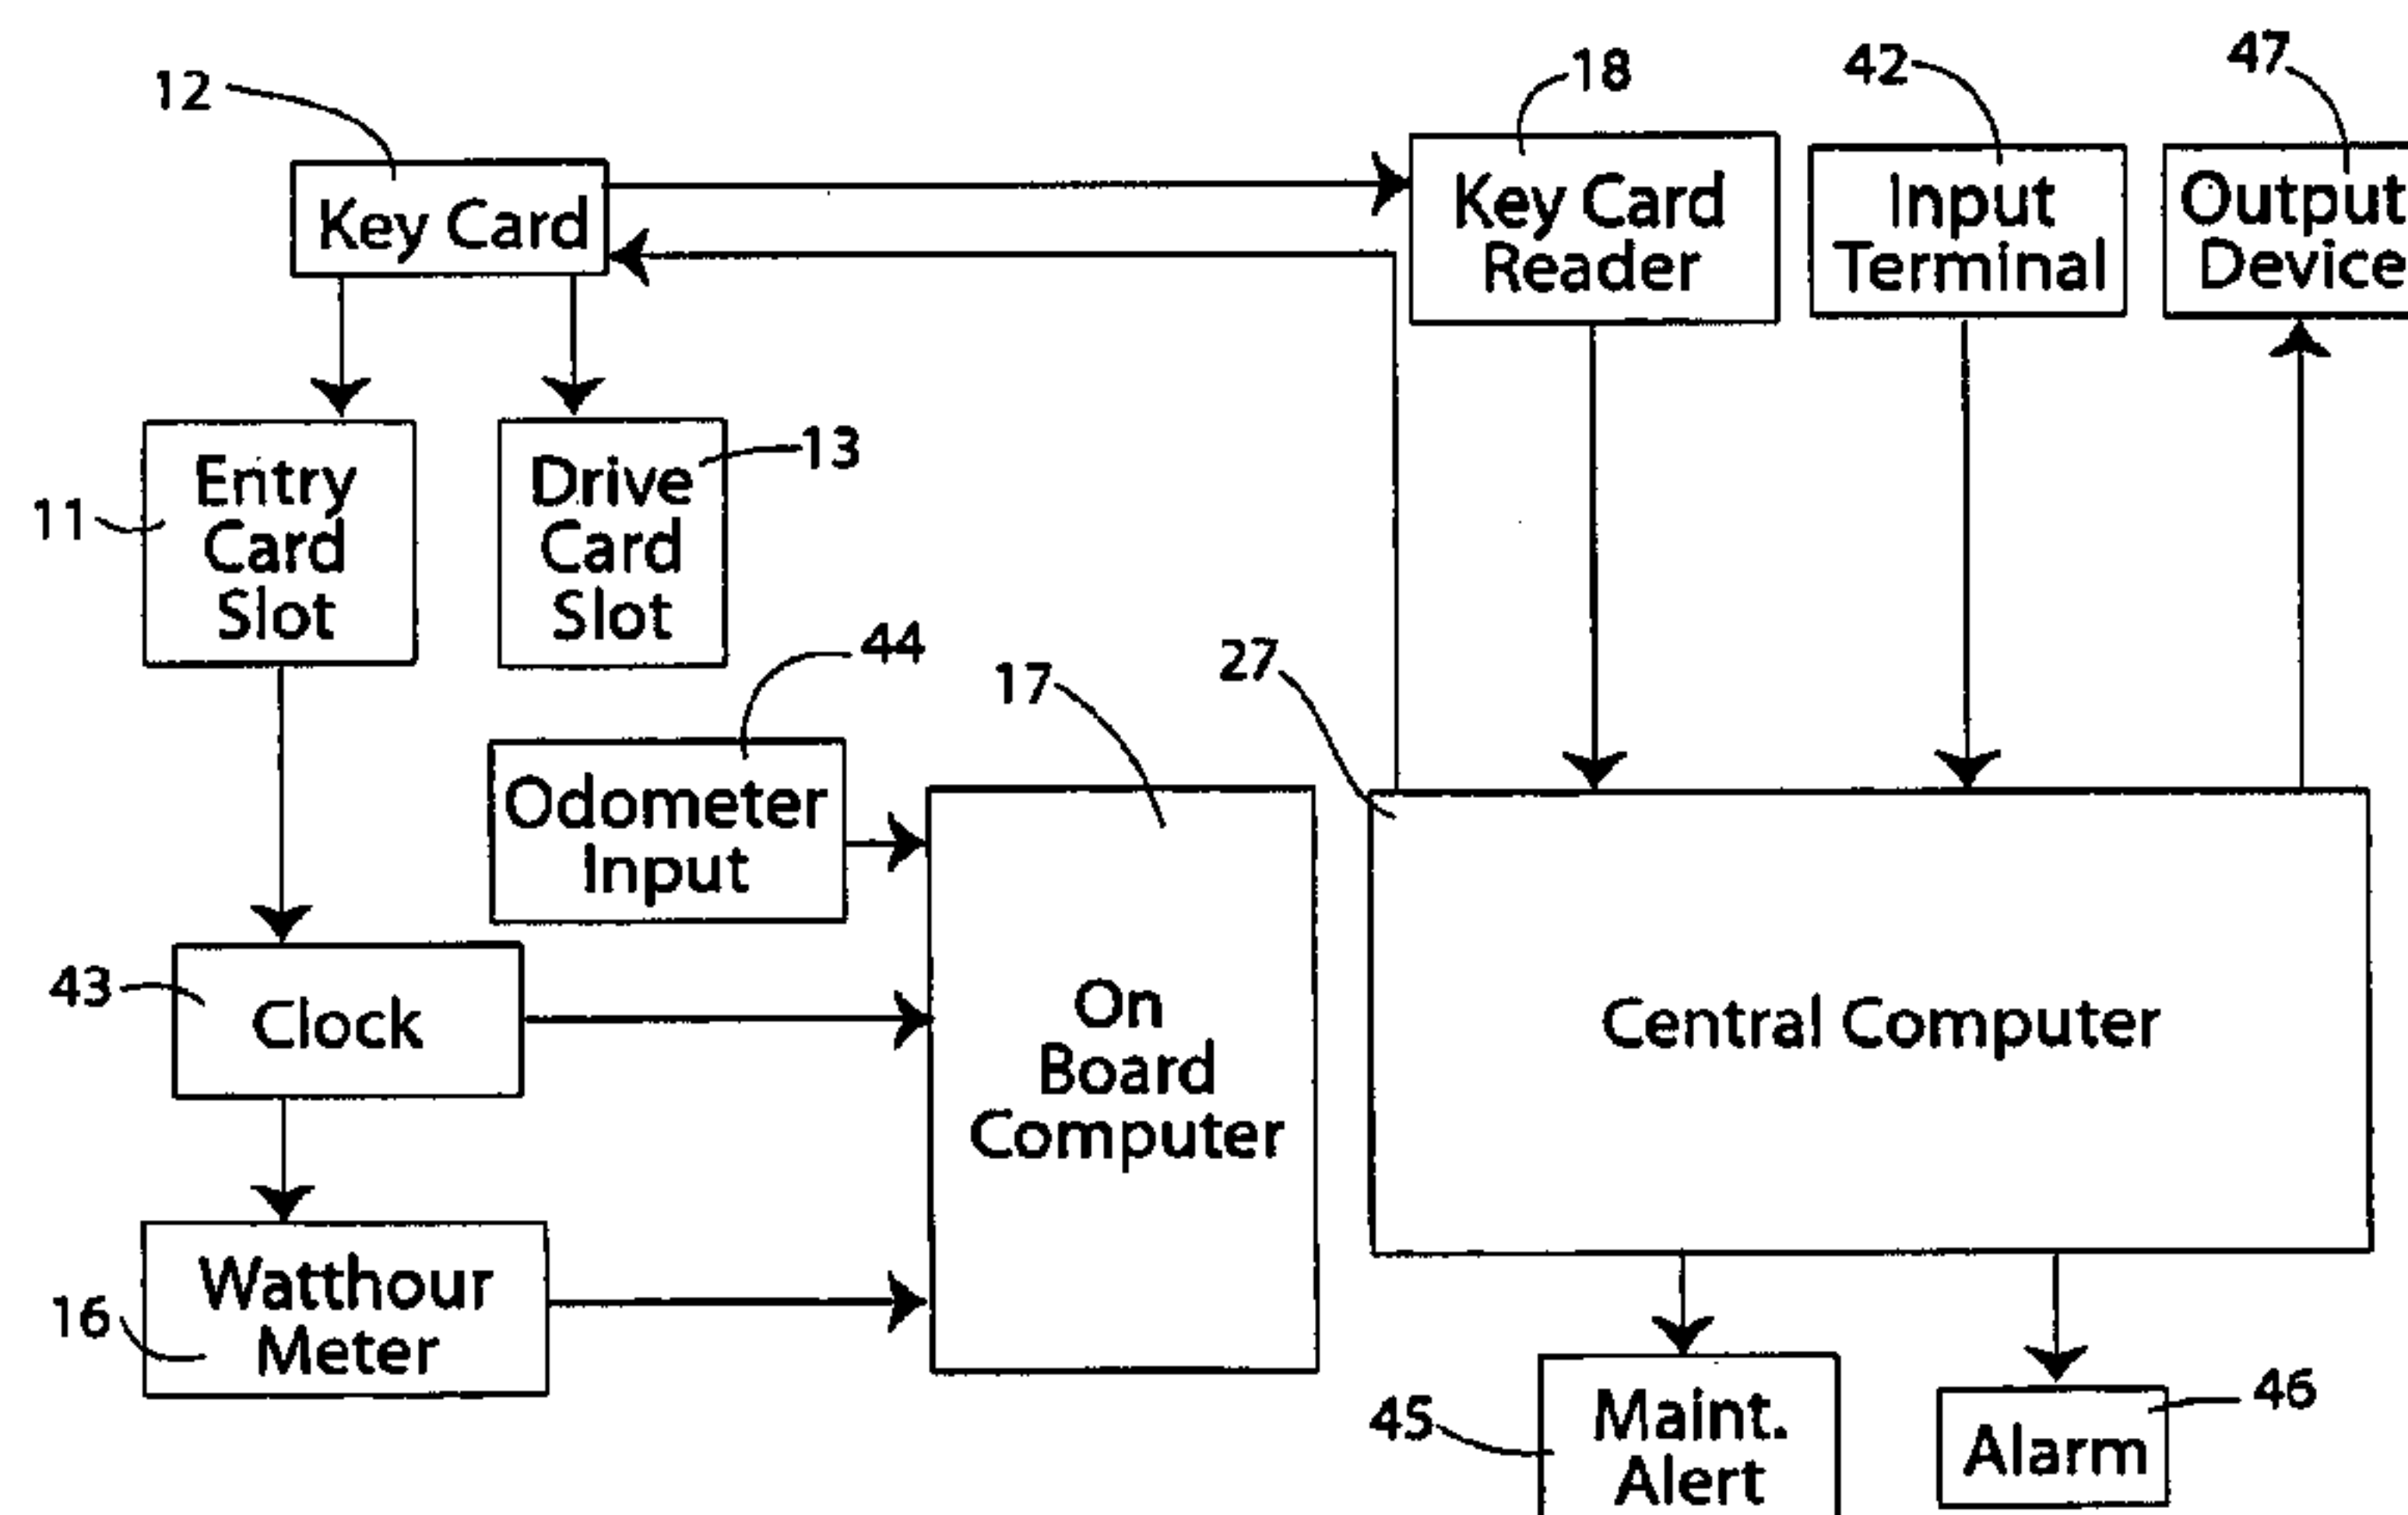 12
18
42
47
Key Card
Key Card
Reader
Input
Terminal
Output
Device
11
Entry
Card
Slot
Drive
Card
Slot
13
44
17
27
Odometer
Input
43
Clock
On
Board
Computer
Central Computer
16
Watthour
Meter
45
Maint.
Alert
Alarm
46